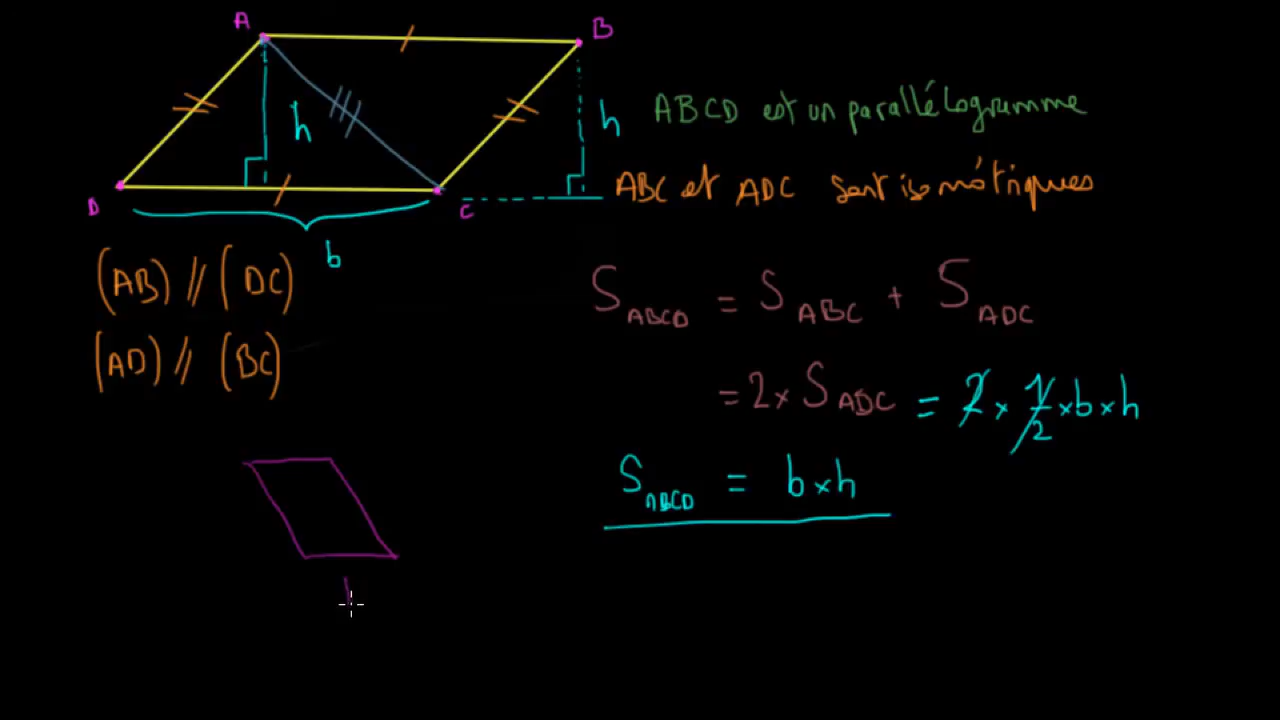 A
B
h
h
D
C
b
ABCD est un parallélogramme
ABC et ADC sont isométriques
(AB) // (DC)
(AD) // (BC)
S_ABCD = S_ABC + S_ADC
= 2 × S_ADC = 2 × 1/2 × b × h
S_ABCD = b × h